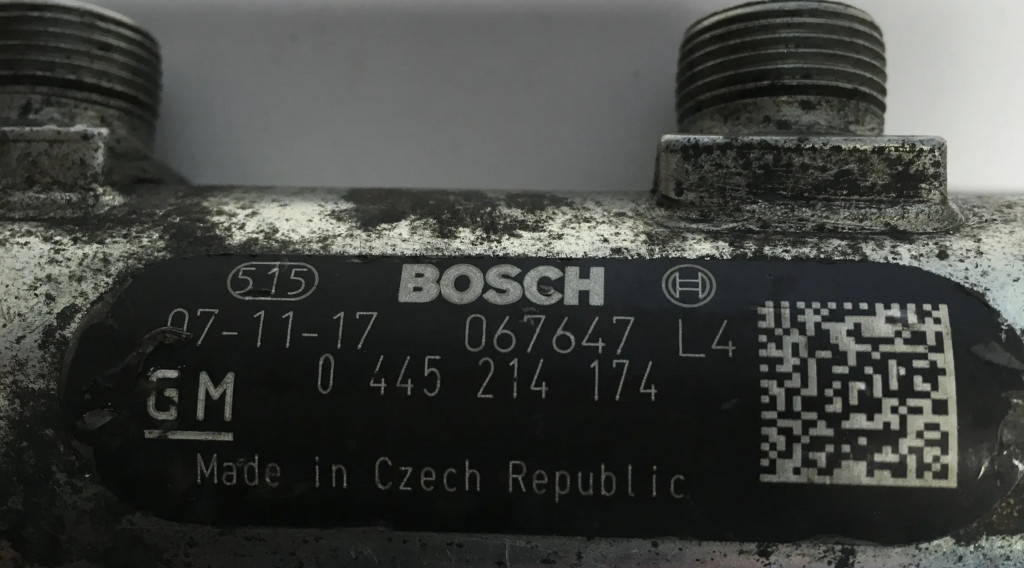 515 BOSCH
07-11-17 067647 L4
0 445 214 174
GM
Made in Czech Republic